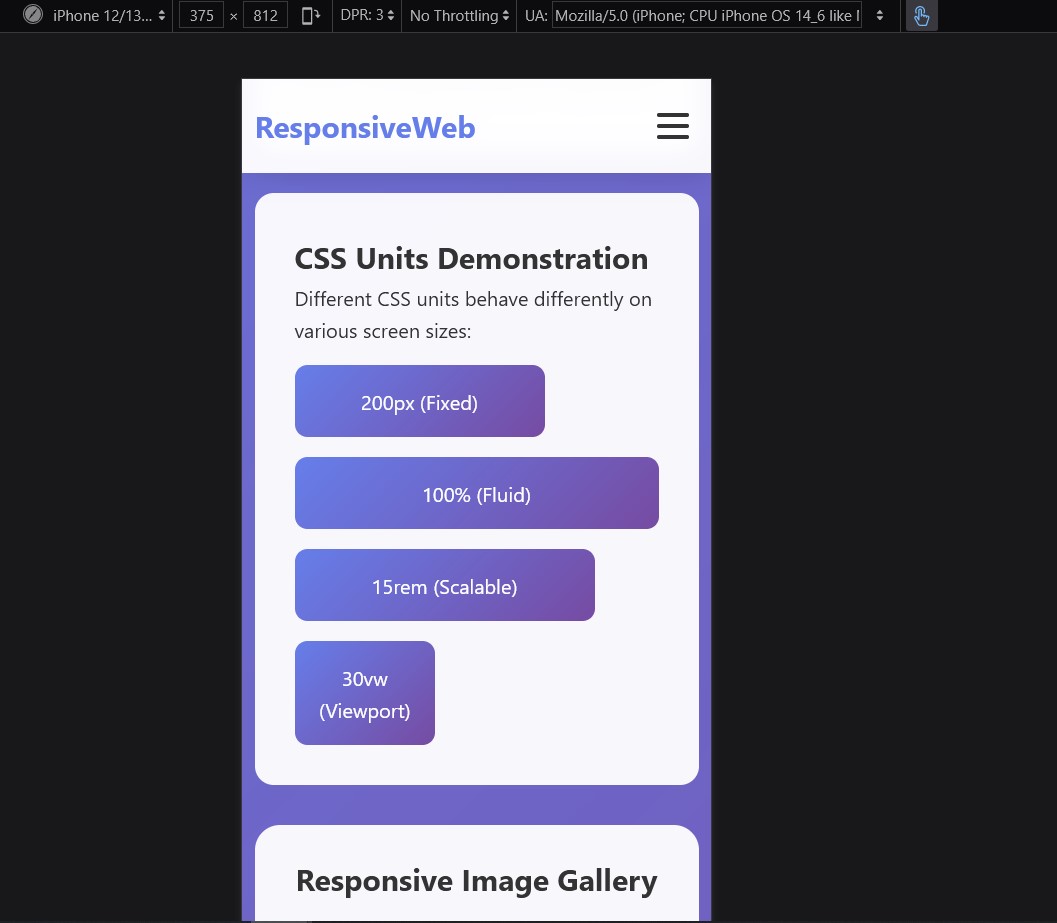 iPhone 12/13... 375 × 812 DPR: 3 No Throttling UA: Mozilla/5.0 (iPhone; CPU iPhone OS 14_6 like
ResponsiveWeb
CSS Units Demonstration
Different CSS units behave differently on
various screen sizes:
200px (Fixed)
100% (Fluid)
15rem (Scalable)
30vw
(Viewport)
Responsive Image Gallery